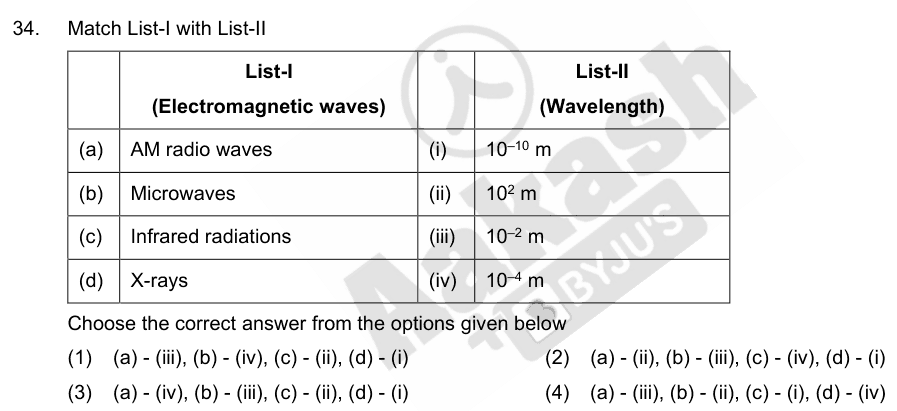 34. Match List-I with List-II
List-I
(Electromagnetic waves)
List-II
(Wavelength)
(a) AM radio waves (i) 10⁻¹⁰ m
(b) Microwaves (ii) 10² m
(c) Infrared radiations (iii) 10⁻² m
(d) X-rays (iv) 10⁻⁴ m
Choose the correct answer from the options given below
(1) (a) - (iii), (b) - (iv), (c) - (ii), (d) - (i) (2) (a) - (ii), (b) - (iii), (c) - (iv), (d) - (i)
(3) (a) - (iv), (b) - (iii), (c) - (ii), (d) - (i) (4) (a) - (iii), (b) - (ii), (c) - (i), (d) - (iv)
Aakash
BYJU'S